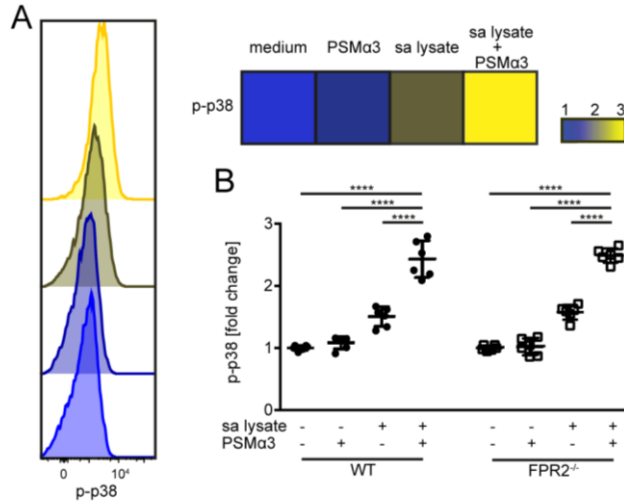 A
medium PSMα3 sa lysate sa lysate
+
PSMα3
p-p38
1 2 3
0 10⁴
p-p38
B
**** ****
**** ****
**** ****
p-p38 [fold change]
3
2
1
0
sa lysate - - + + - - + +
PSMα3 - + - + - + - +
WT FPR2⁻/⁻